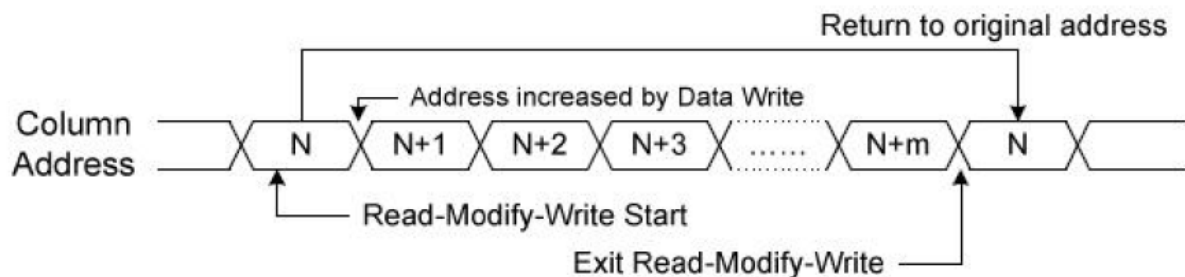 Return to original address
Address increased by Data Write
Column
Address
N
N+1
N+2
N+3
......
N+m
N
Read-Modify-Write Start
Exit Read-Modify-Write